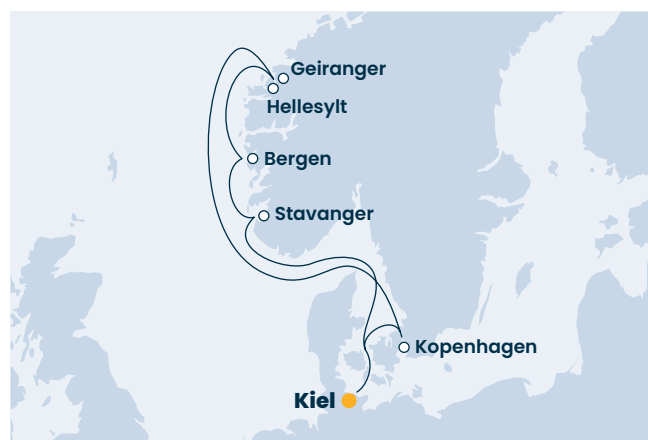 Geiranger
Hellesylt
Bergen
Stavanger
Kopenhagen
Kiel